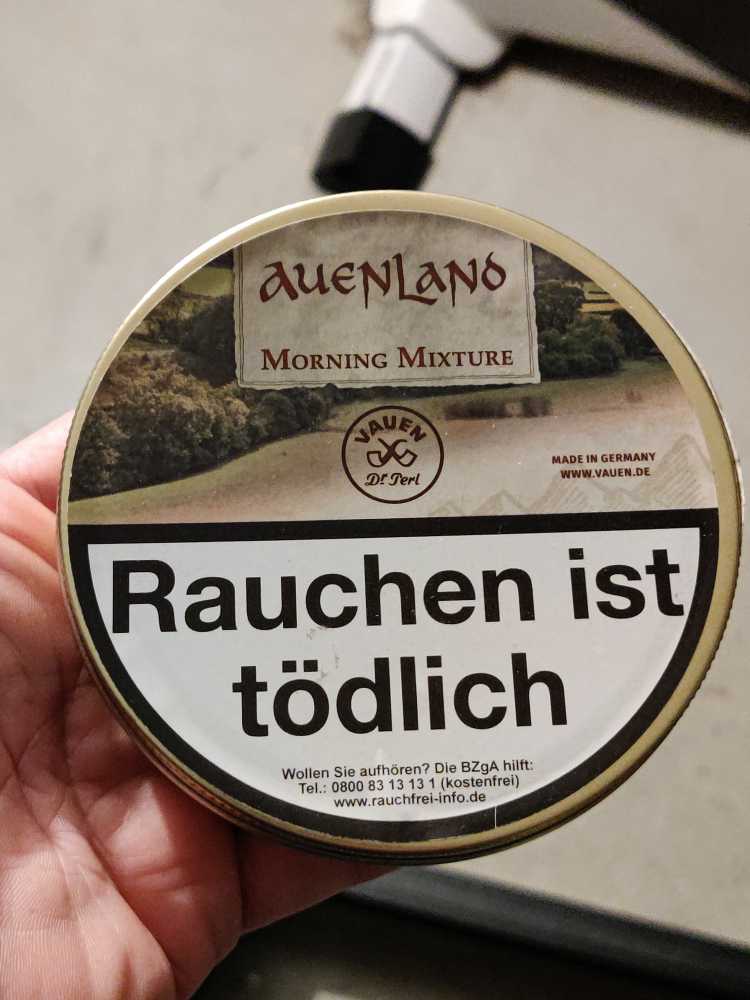 AUENLAND
MORNING MIXTURE
VAUEN
Dr Perl
MADE IN GERMANY
WWW.VAUEN.DE
Rauchen ist
tödlich
Wollen Sie aufhören? Die BZgA hilft:
Tel.: 0800 83 13 13 1 (kostenfrei)
www.rauchfrei-info.de